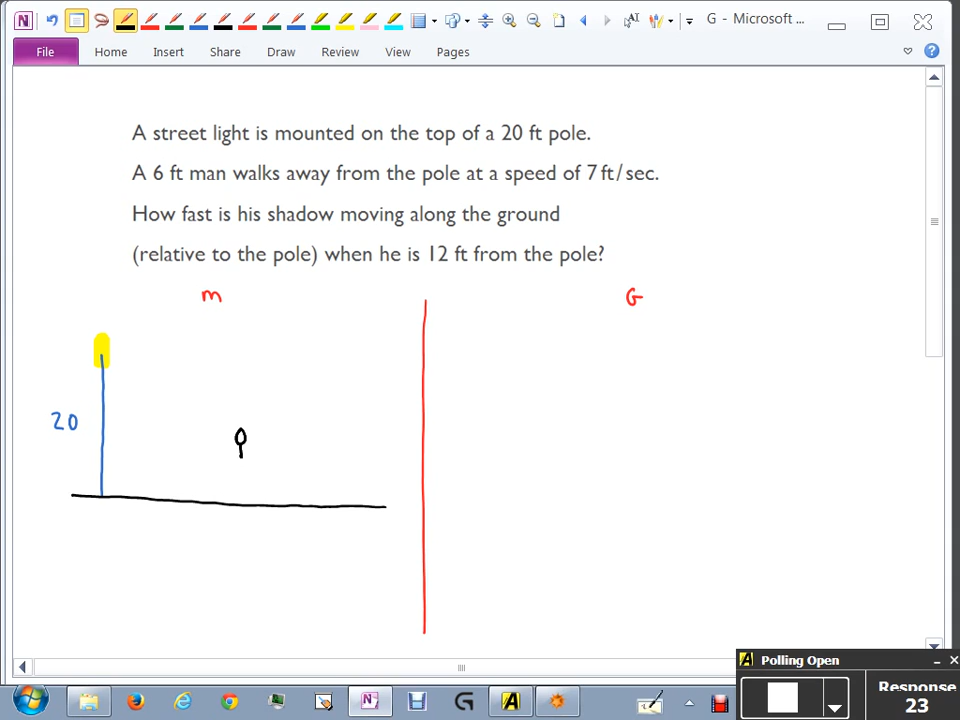 G - Microsoft ...
File Home Insert Share Draw Review View Pages
A street light is mounted on the top of a 20 ft pole.
A 6 ft man walks away from the pole at a speed of 7 ft/sec.
How fast is his shadow moving along the ground
(relative to the pole) when he is 12 ft from the pole?
m G
20
Polling Open
Response
23